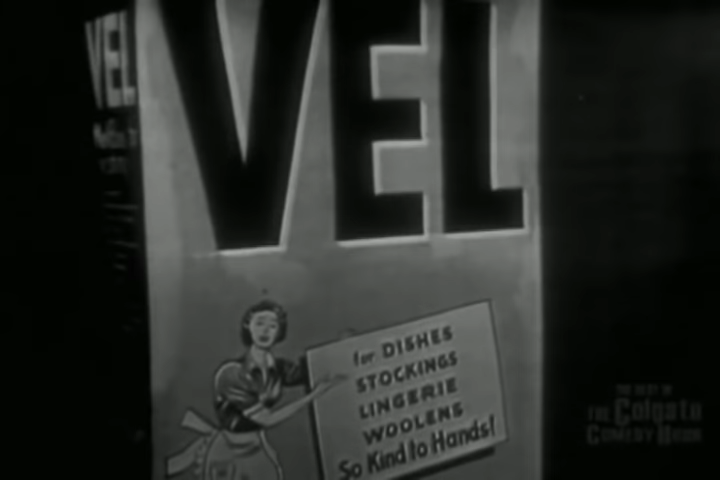 VEL
VEL
for DISHES
STOCKINGS
LINGERIE
WOOLENS
So Kind to Hands!
THE BEST OF
THE Colgate
COMEDY HOUR